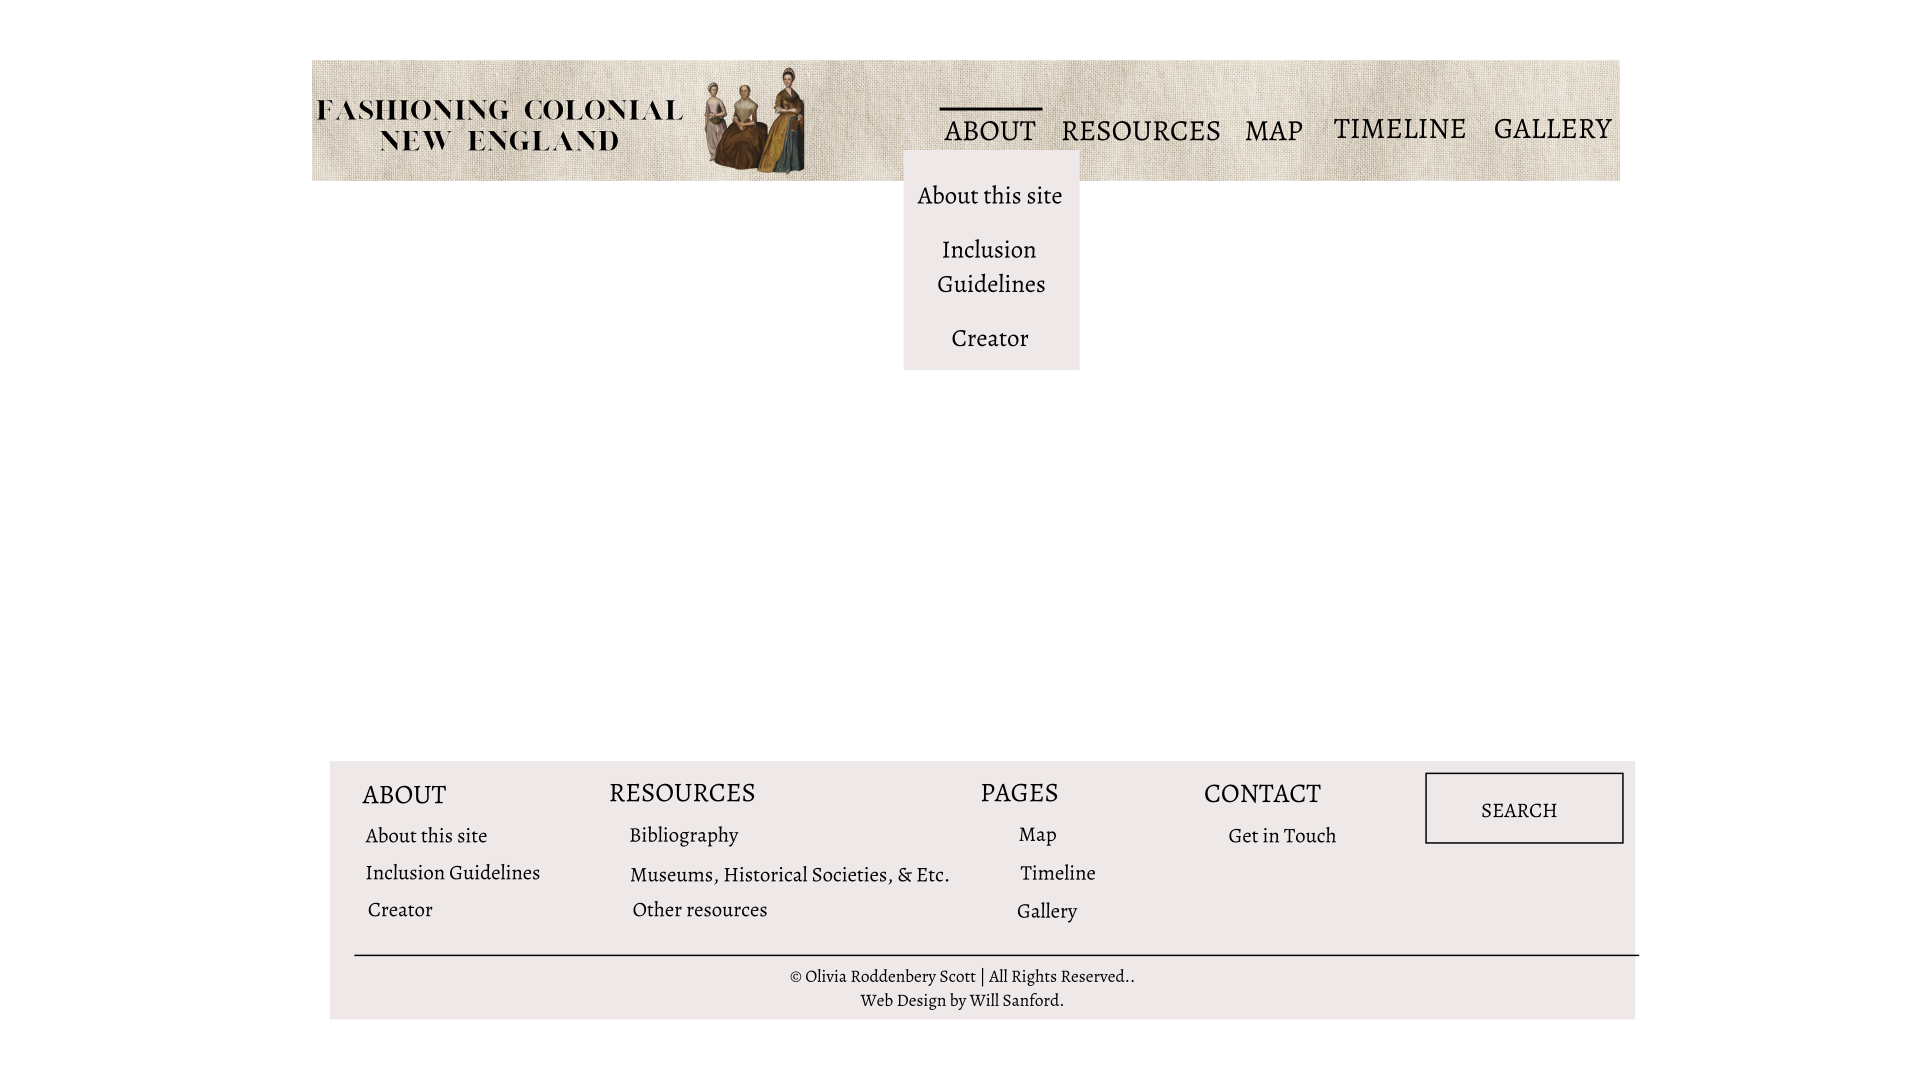 FASHIONING COLONIAL
NEW ENGLAND
ABOUT
RESOURCES
MAP
TIMELINE
GALLERY
About this site
Inclusion
Guidelines
Creator
ABOUT
About this site
Inclusion Guidelines
Creator
RESOURCES
Bibliography
Museums, Historical Societies, & Etc.
Other resources
PAGES
Map
Timeline
Gallery
CONTACT
Get in Touch
SEARCH
© Olivia Roddenbery Scott | All Rights Reserved..
Web Design by Will Sanford.